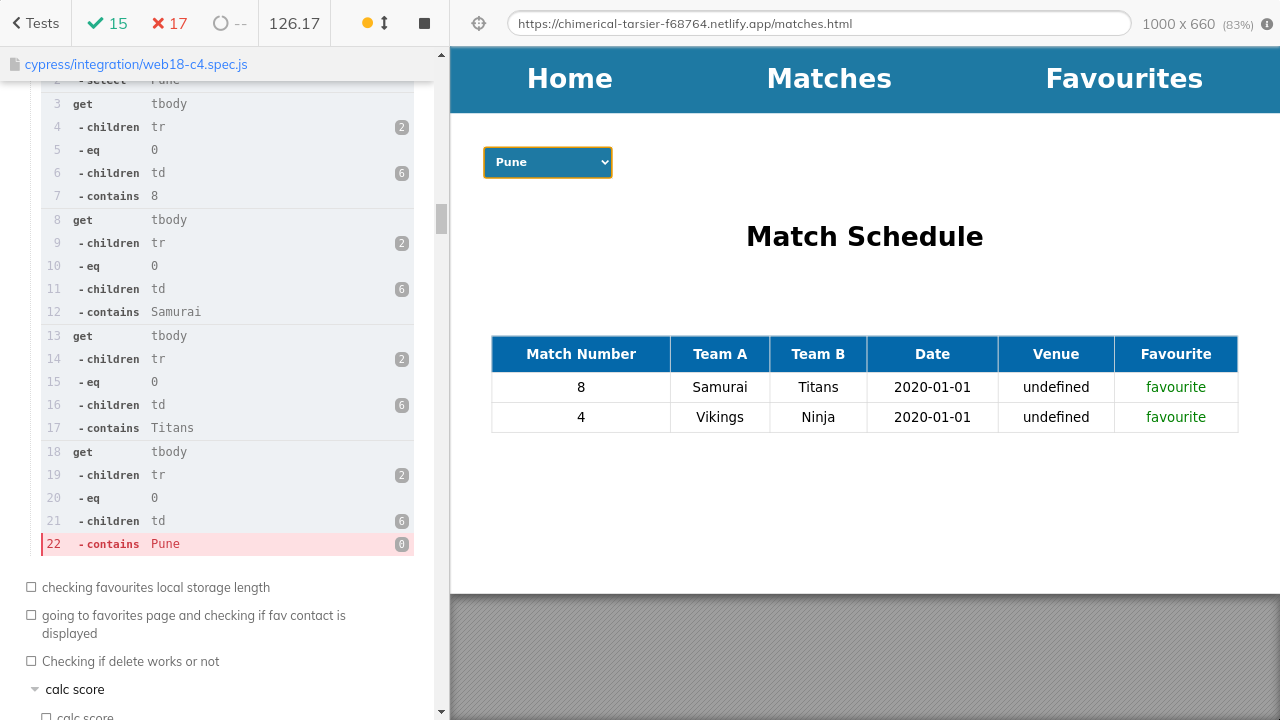 Tests 15 17 -- 126.17
https://chimerical-tarsier-f68764.netlify.app/matches.html 1000 x 660 (83%)
cypress/integration/web18-c4.spec.js
2 -select Pune
3 get tbody
4 -children tr 2
5 -eq 0
6 -children td 6
7 -contains 8
8 get tbody
9 -children tr 2
10 -eq 0
11 -children td 6
12 -contains Samurai
13 get tbody
14 -children tr 2
15 -eq 0
16 -children td 6
17 -contains Titans
18 get tbody
19 -children tr 2
20 -eq 0
21 -children td 6
22 -contains Pune 0
checking favourites local storage length
going to favorites page and checking if fav contact is
displayed
Checking if delete works or not
calc score
calc score
Home Matches Favourites
Pune
Match Schedule
Match Number Team A Team B Date Venue Favourite
8 Samurai Titans 2020-01-01 undefined favourite
4 Vikings Ninja 2020-01-01 undefined favourite